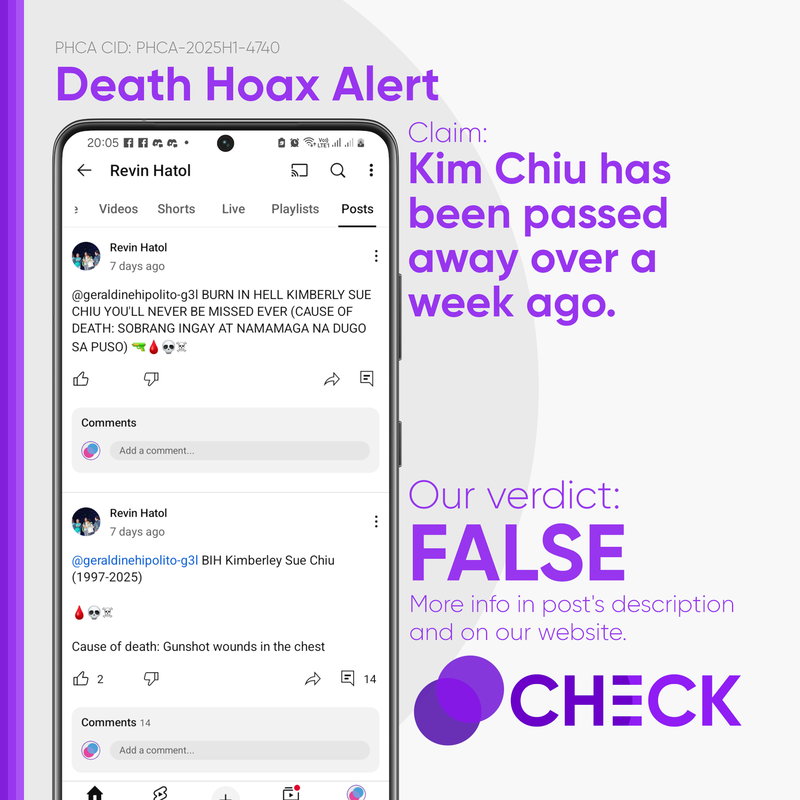 PHCA CID: PHCA-2025H1-4740
Death Hoax Alert
20:05
Revin Hatol
e Videos Shorts Live Playlists Posts
Revin Hatol
7 days ago
@geraldinehipolito-g3l BURN IN HELL KIMBERLY SUE
CHIU YOU'LL NEVER BE MISSED EVER (CAUSE OF
DEATH: SOBRANG INGAY AT NAMAMAGA NA DUGO
SA PUSO) 🔫🩸💀☠
Comments
Add a comment...
Revin Hatol
7 days ago
@geraldinehipolito-g3l BIH Kimberley Sue Chiu
(1997-2025)
🩸💀☠
Cause of death: Gunshot wounds in the chest
2 14
Comments 14
Add a comment...
Claim:
Kim Chiu has
been passed
away over a
week ago.
Our verdict:
FALSE
More info in post's description
and on our website.
CHECK